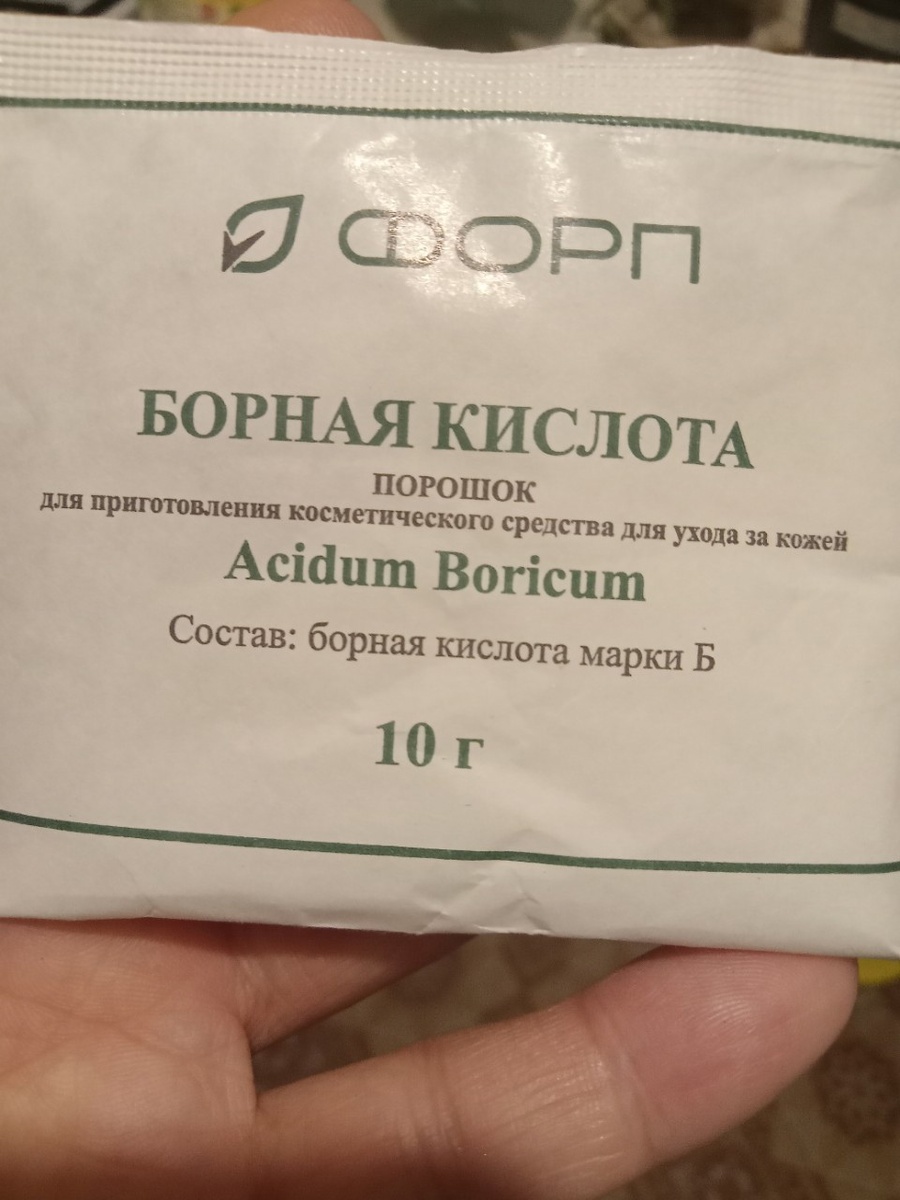 ФОРП
БОРНАЯ КИСЛОТА
ПОРОШОК
для приготовления косметического средства для ухода за кожей
Acidum Boricum
Состав: борная кислота марки Б
10 г